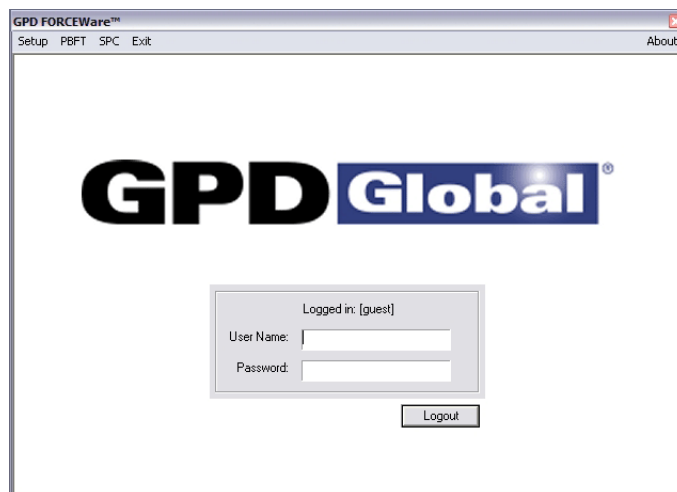 GPD FORCEWare™
Setup PBFT SPC Exit About
GPD Global®
Logged in: [guest]
User Name:
Password:
Logout